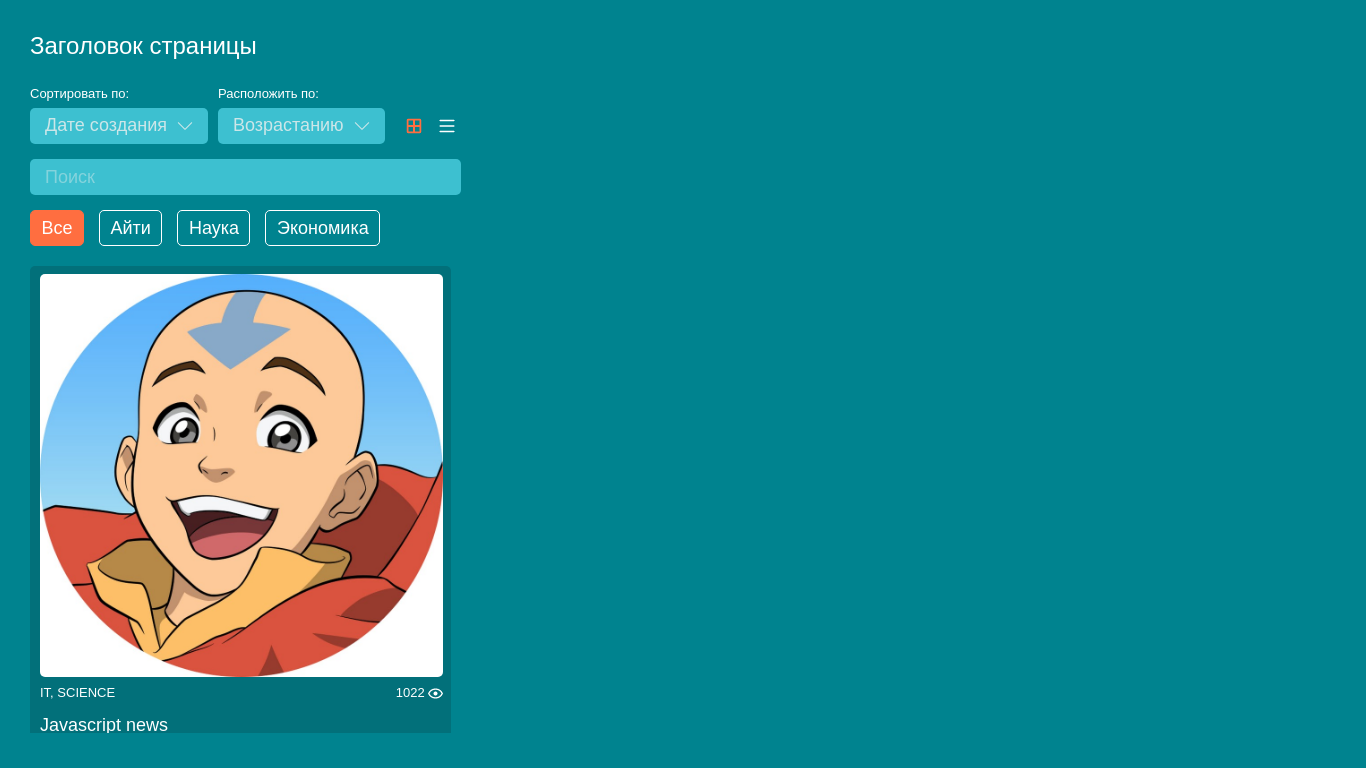 Заголовок страницы
Сортировать по: Расположить по:
Дате создания Возрастанию
Поиск
Все Айти Наука Экономика
IT, SCIENCE 1022
Javascript news